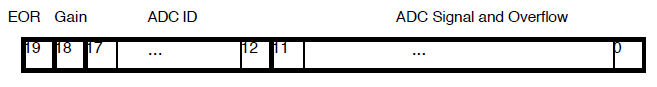 EOR Gain ADC ID ADC Signal and Overflow
19 18 17 ... 12 11 ... 0